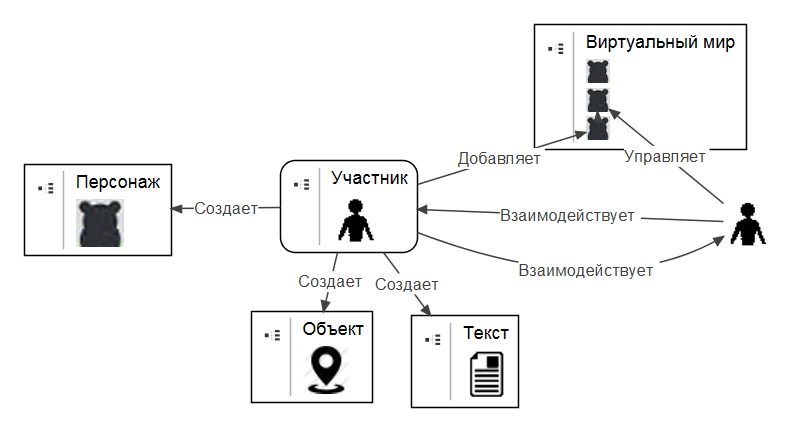 Виртуальный мир
Добавляет
Управляет
Персонаж
Участник
Создает
Взаимодействует
Взаимодействует
Создает
Создает
Объект
Текст